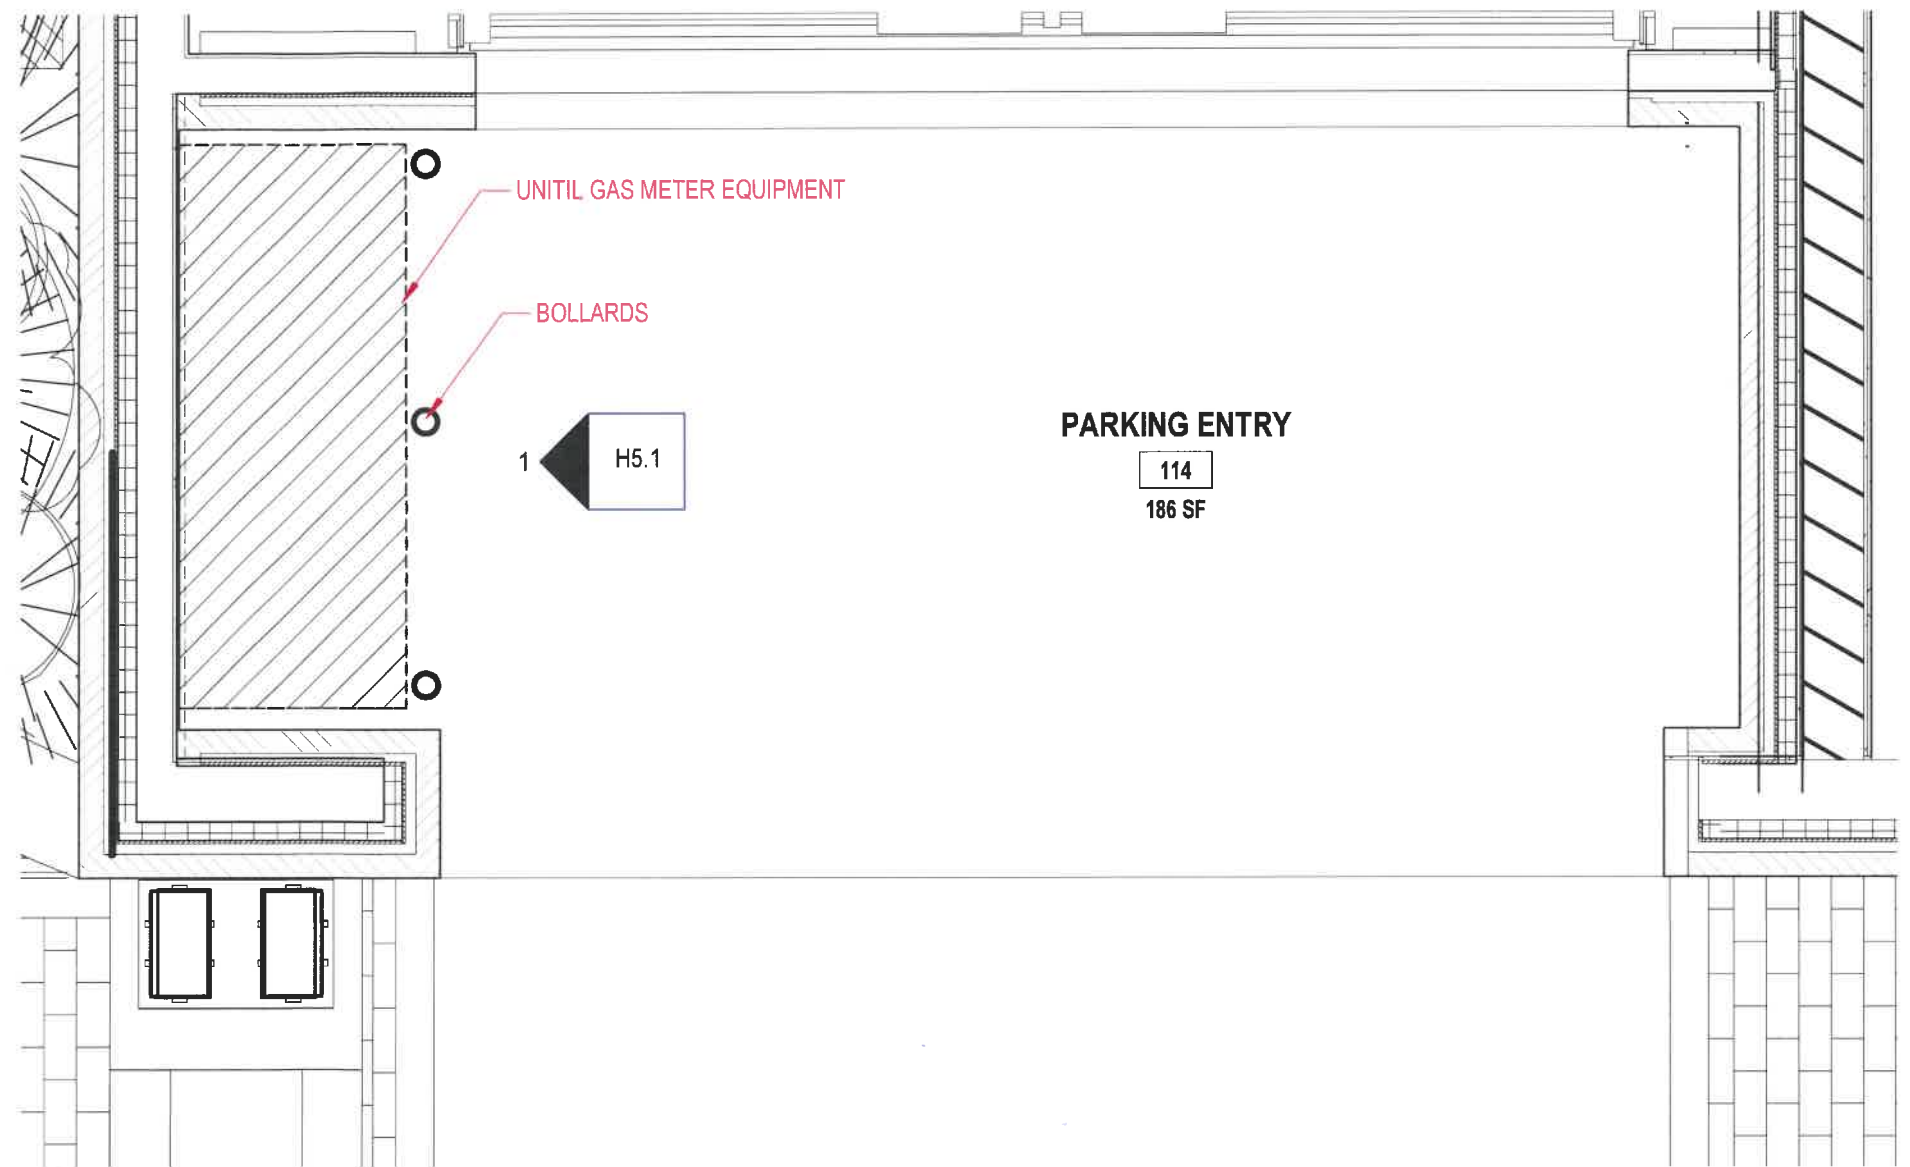 UNITIL GAS METER EQUIPMENT
BOLLARDS
1
H5.1
PARKING ENTRY
114
186 SF